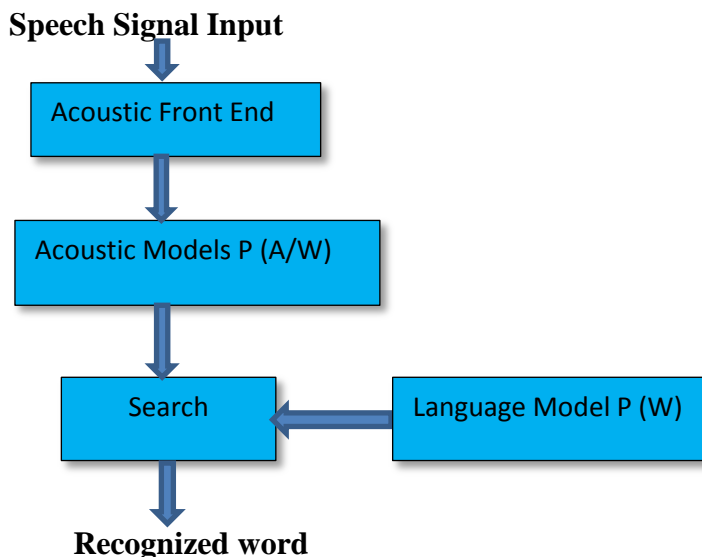 Speech Signal Input
Acoustic Front End
Acoustic Models P (A/W)
Search
Language Model P (W)
Recognized word